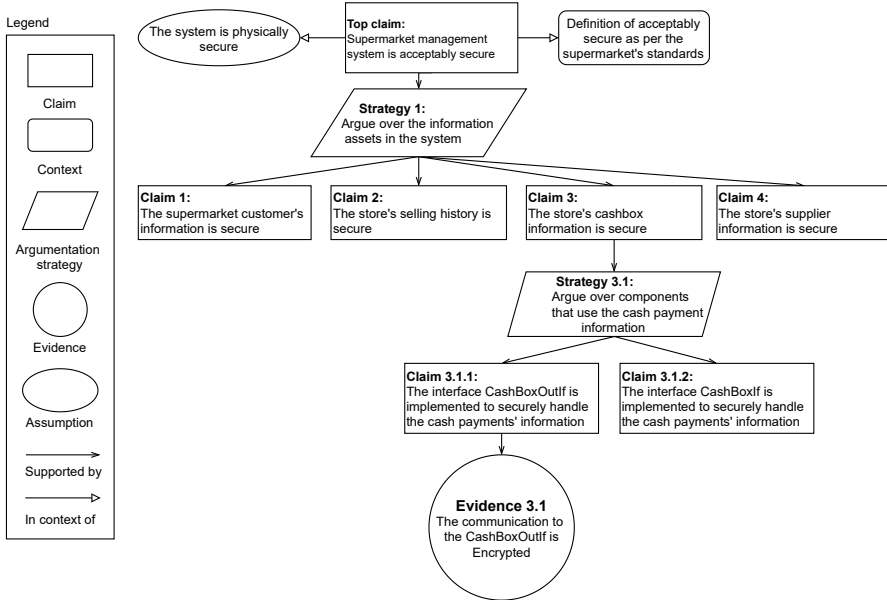 Legend
Claim
Context
Argumentation
strategy
Evidence
Assumption
Supported by
In context of
The system is physically
secure
Top claim:
Supermarket management
system is acceptably secure
Definition of acceptably
secure as per the
supermarket's standards
Strategy 1:
Argue over the information
assets in the system
Claim 1:
The supermarket customer's
information is secure
Claim 2:
The store's selling history is
secure
Claim 3:
The store's cashbox
information is secure
Claim 4:
The store's supplier
information is secure
Strategy 3.1:
Argue over components
that use the cash payment
information
Claim 3.1.1:
The interface CashBoxOutIf is
implemented to securely handle
the cash payments' information
Claim 3.1.2:
The interface CashBoxIf is
implemented to securely handle
the cash payments' information
Evidence 3.1
The communication to
the CashBoxOutIf is
Encrypted